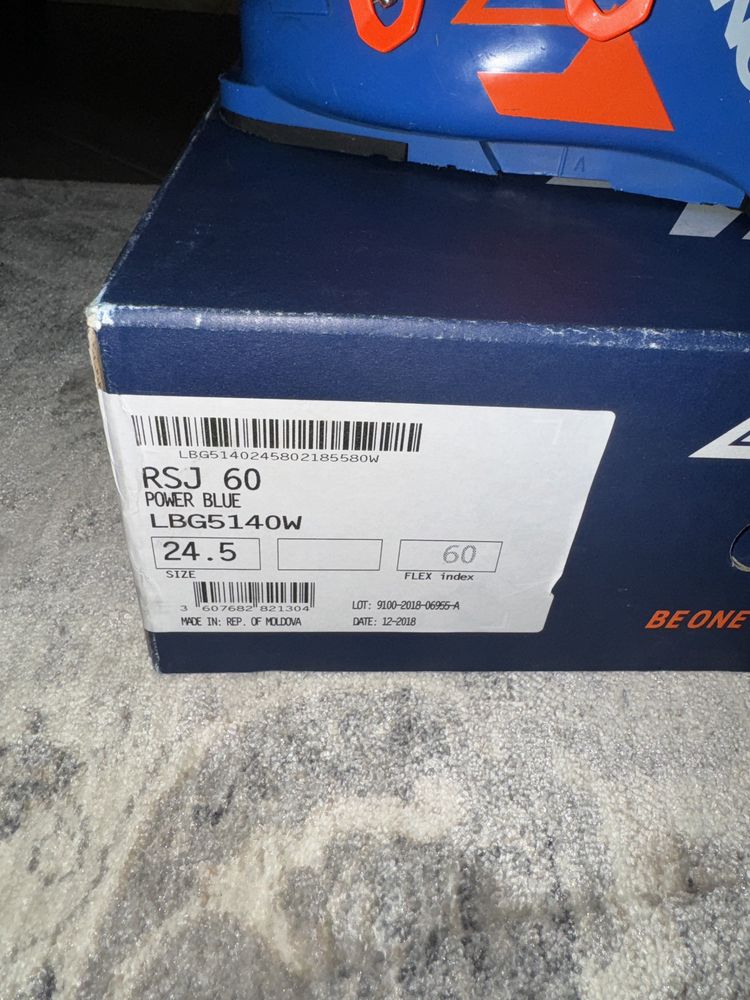 A
LBG5140245802185580W
RSJ 60
POWER BLUE
LBG5140W
24.5
60
SIZE
FLEX index
3 607682 821304
LOT: 9100-2018-06955-A
MADE IN: REP. OF MOLDOVA
DATE: 12-2018
BE ONE